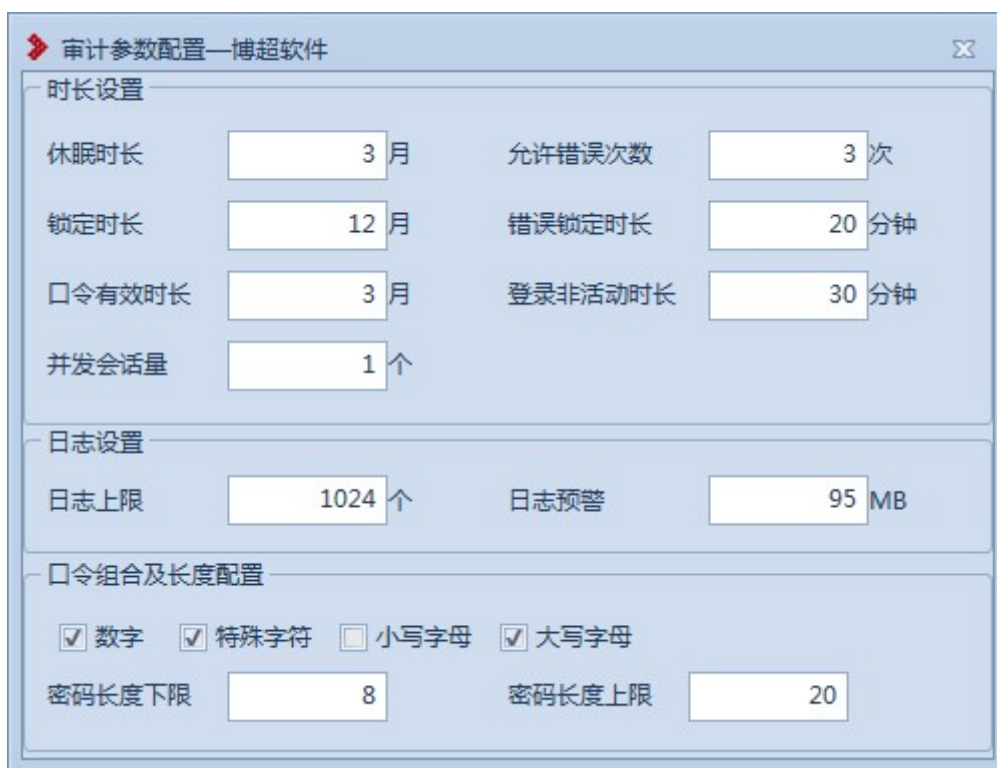 审计参数配置—博超软件
时长设置
休眠时长 3 月 允许错误次数 3 次
锁定时长 12 月 错误锁定时长 20 分钟
口令有效时长 3 月 登录非活动时长 30 分钟
并发会话量 1 个
日志设置
日志上限 1024 个 日志预警 95 MB
口令组合及长度配置
数字 特殊字符 小写字母 大写字母
密码长度下限 8 密码长度上限 20